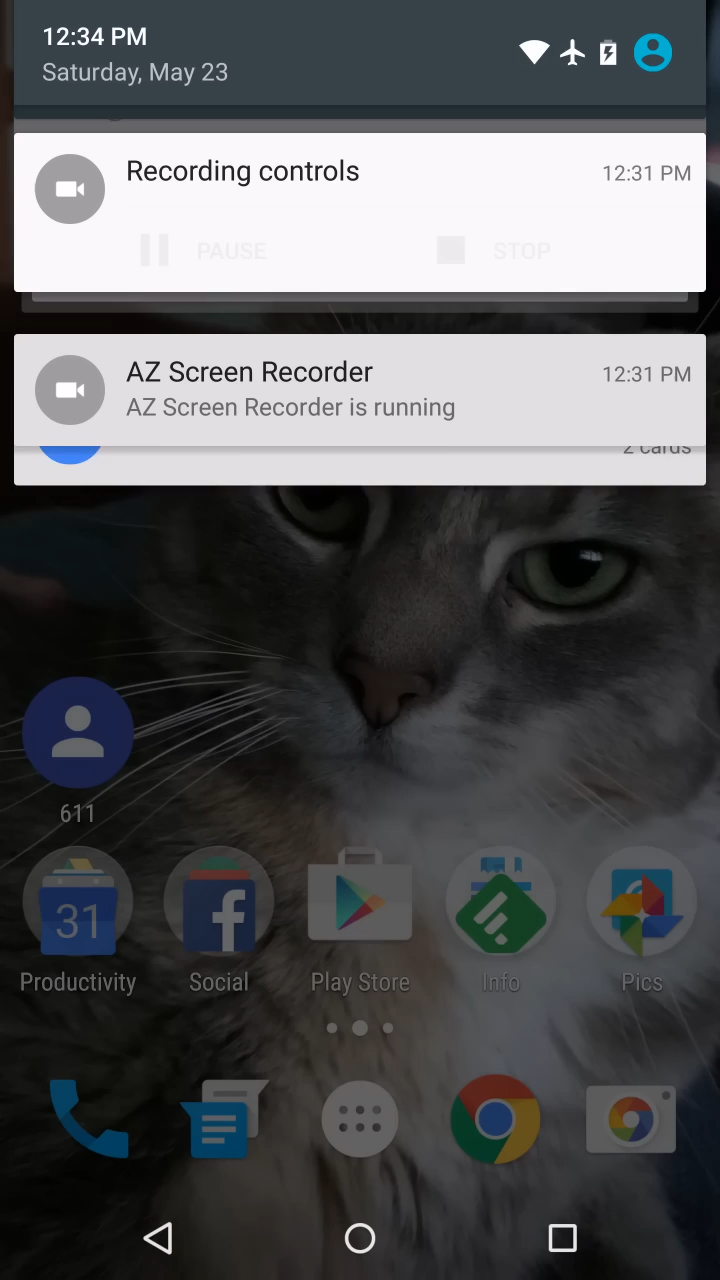 12:34 PM
Saturday, May 23
Recording controls
12:31 PM
PAUSE
STOP
AZ Screen Recorder
12:31 PM
AZ Screen Recorder is running
2 cards
611
31
Productivity
Social
Play Store
Info
Pics